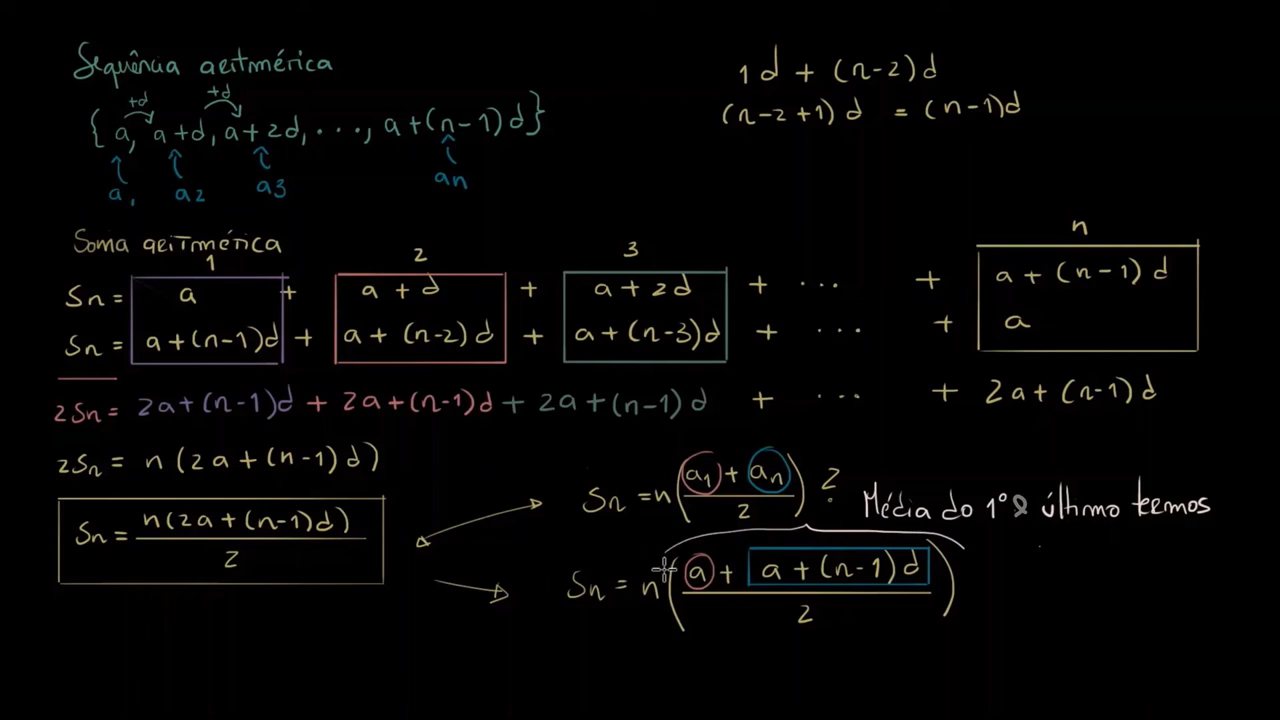 Sequência aritmérica
1d + (n-2)d
+d +d
(n-2+1)d = (n-1)d
{a, a+d, a+2d, ..., a+(n-1)d}
a1 a2 a3 an
Soma aritmética
1 2 3 n
Sn = a + a + d + a + 2d + ... + a + (n-1)d
Sn = a+(n-1)d + a + (n-2)d + a + (n-3)d + ... + a
2Sn = 2a+(n-1)d + 2a+(n-1)d + 2a+(n-1)d + ... + 2a+(n-1)d
2Sn = n(2a+(n-1)d)
Sn = n((a1 + an)/2) ?
Média do 1º e último termos
Sn = n(2a+(n-1)d)/2
Sn = n((a + a+(n-1)d)/2)